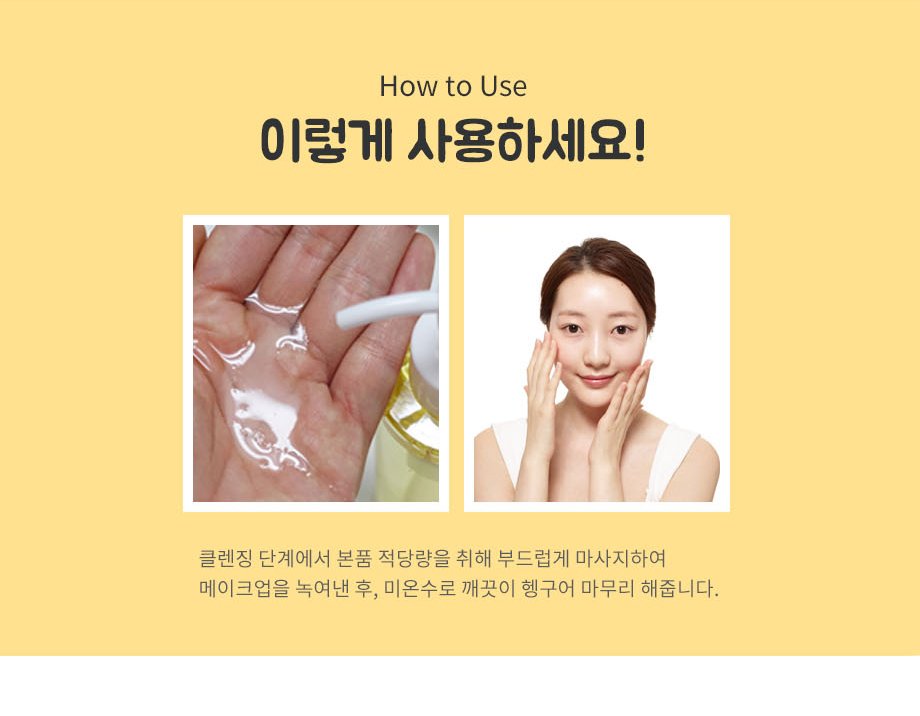 How to Use
이렇게 사용하세요!
클렌징 단계에서 본품 적당량을 취해 부드럽게 마사지하여
메이크업을 녹여낸 후, 미온수로 깨끗이 헹구어 마무리 해줍니다.